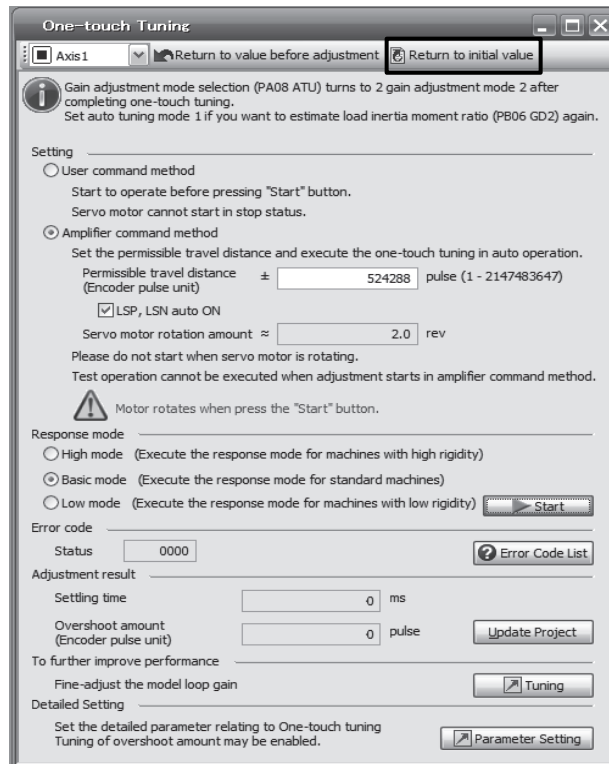 One-touch Tuning
Axis1 Return to value before adjustment Return to initial value
Gain adjustment mode selection (PA08 ATU) turns to 2 gain adjustment mode 2 after
completing one-touch tuning.
Set auto tuning mode 1 if you want to estimate load inertia moment ratio (PB06 GD2) again.
Setting
User command method
Start to operate before pressing "Start" button.
Servo motor cannot start in stop status.
Amplifier command method
Set the permissible travel distance and execute the one-touch tuning in auto operation.
Permissible travel distance
(Encoder pulse unit) ± 524288 pulse (1 - 2147483647)
LSP, LSN auto ON
Servo motor rotation amount ≈ 2.0 rev
Please do not start when servo motor is rotating.
Test operation cannot be executed when adjustment starts in amplifier command method.
Motor rotates when press the "Start" button.
Response mode
High mode (Execute the response mode for machines with high rigidity)
Basic mode (Execute the response mode for standard machines)
Low mode (Execute the response mode for machines with low rigidity) Start
Error code
Status 0000 Error Code List
Adjustment result
Settling time 0 ms
Overshoot amount
(Encoder pulse unit) 0 pulse Update Project
To further improve performance
Fine-adjust the model loop gain Tuning
Detailed Setting
Set the detailed parameter relating to One-touch tuning
Tuning of overshoot amount may be enabled. Parameter Setting